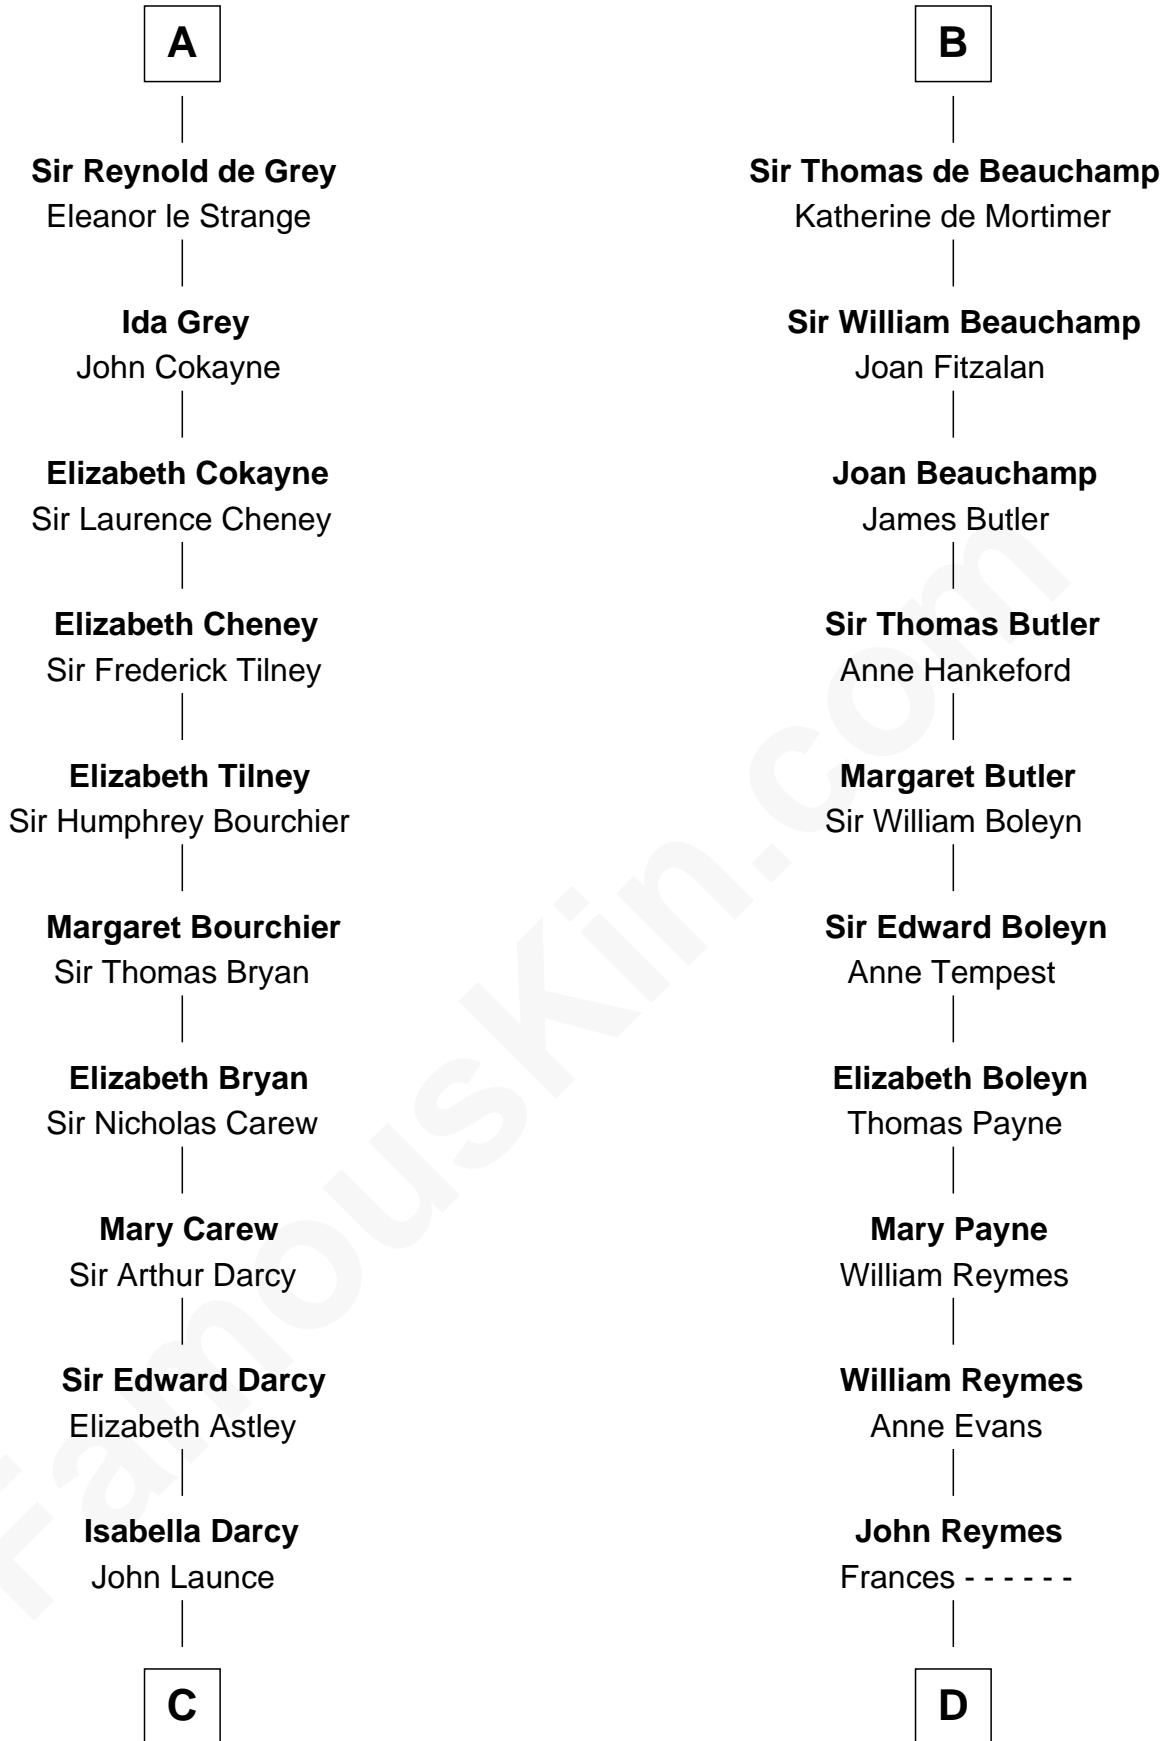 A
Sir Reynold de Grey
Eleanor le Strange
Ida Grey
John Cokayne
Elizabeth Cokayne
Sir Laurence Cheney
Elizabeth Cheney
Sir Frederick Tilney
Elizabeth Tilney
Sir Humphrey Bourchier
Margaret Bourchier
Sir Thomas Bryan
Elizabeth Bryan
Sir Nicholas Carew
Mary Carew
Sir Arthur Darcy
Sir Edward Darcy
Elizabeth Astley
Isabella Darcy
John Launce
C
B
Sir Thomas de Beauchamp
Katherine de Mortimer
Sir William Beauchamp
Joan Fitzalan
Joan Beauchamp
James Butler
Sir Thomas Butler
Anne Hankeford
Margaret Butler
Sir William Boleyn
Sir Edward Boleyn
Anne Tempest
Elizabeth Boleyn
Thomas Payne
Mary Payne
William Reymes
William Reymes
Anne Evans
John Reymes
Frances - - - - - -
D
FamousKin.com